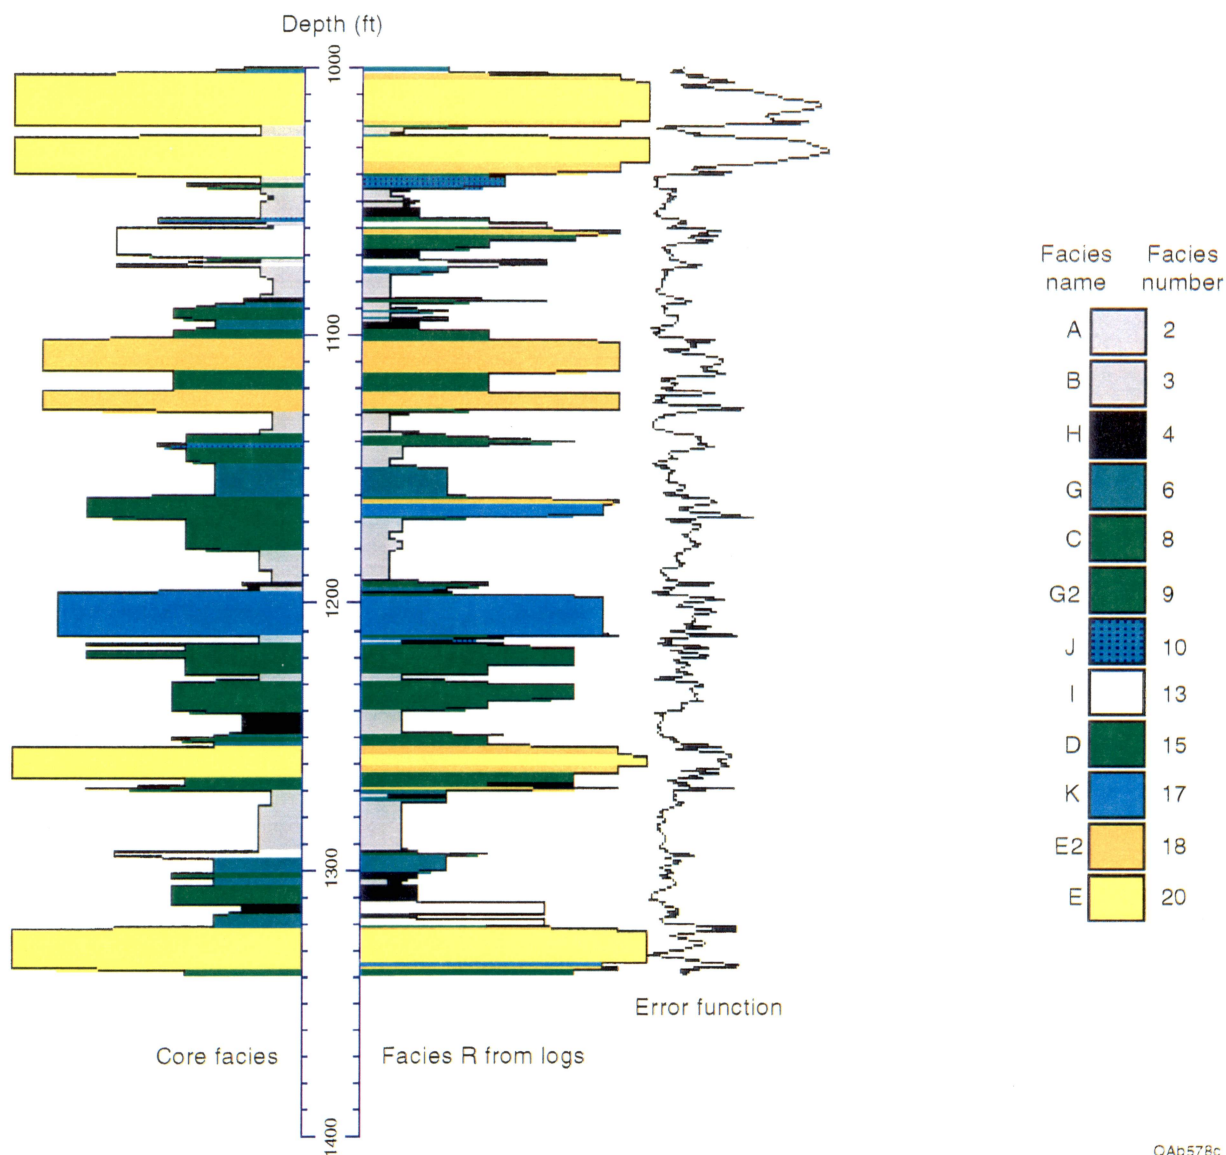 Depth (ft)
1000
1100
1200
1300
1400
Core facies
Facies R from logs
Error function
Facies name
Facies number
A 2
B 3
H 4
G 6
C 8
G2 9
J 10
I 13
D 15
K 17
E2 18
E 20
QAb578c